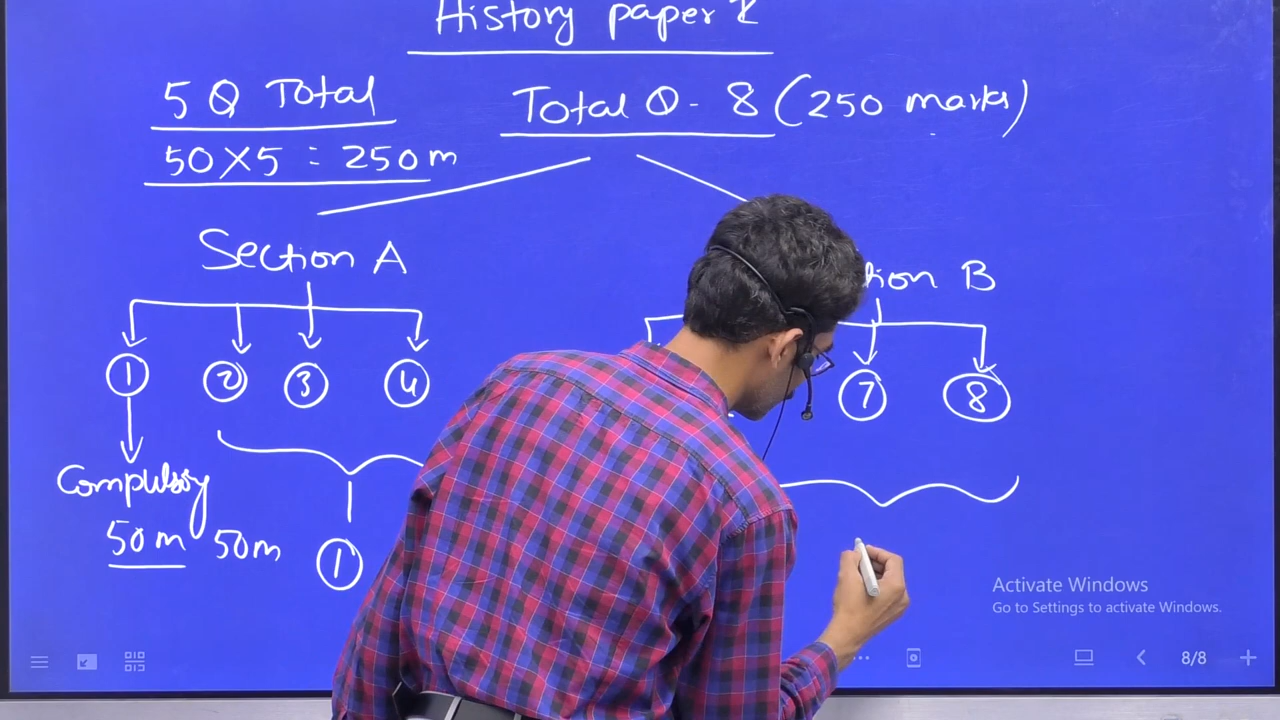 History paper I
5 Q Total
Total Q - 8 (250 marks)
50 X 5 = 250 m
Section A
tion B
1 2 3 4
7 8
Compulsory
50 m 50m
1
Activate Windows
Go to Settings to activate Windows.
8/8